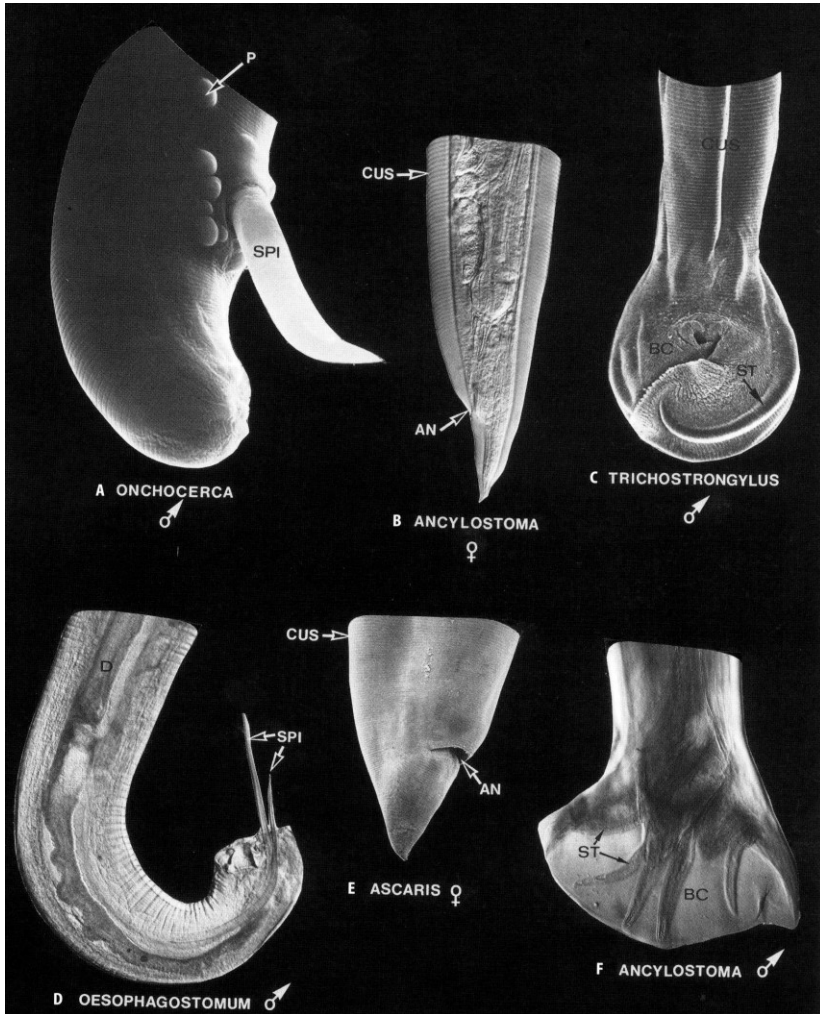 P
SPI
A ONCHOCERCA
♂
CUS
AN
B ANCYLOSTOMA
♀
CUS
BC
ST
C TRICHOSTRONGYLUS
♂
D
SPI
D OESOPHAGOSTOMUM ♂
CUS
AN
E ASCARIS ♀
ST
BC
F ANCYLOSTOMA ♂